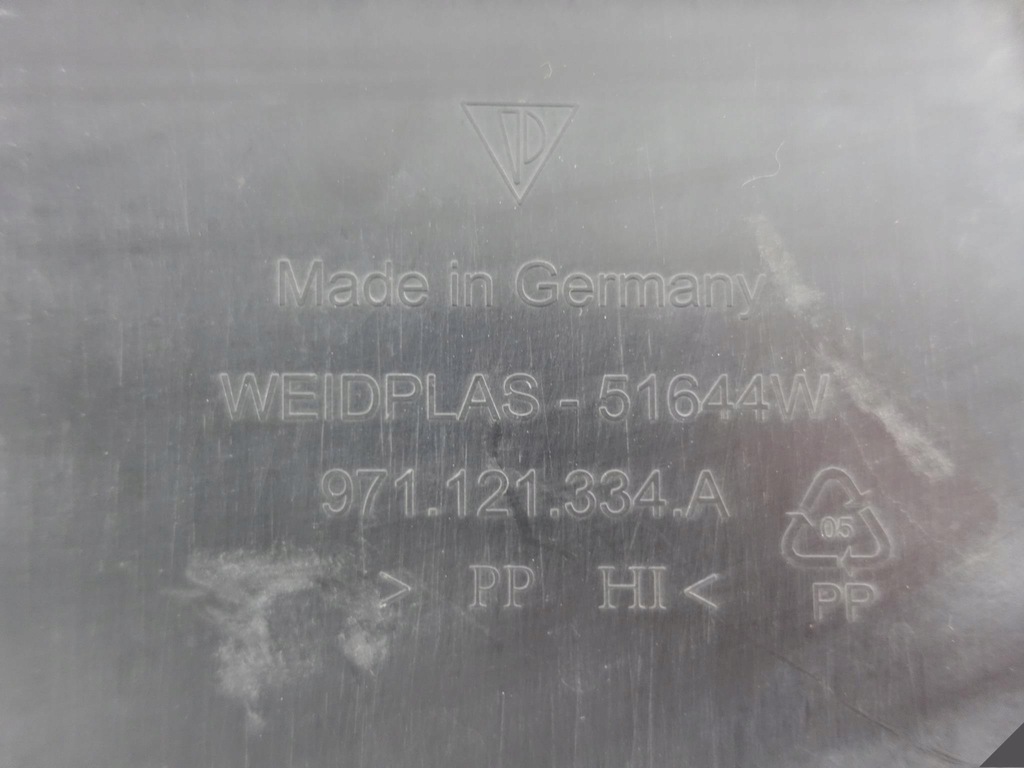 Made in Germany
WEIDPLAS - 51644W
971.121.334.A
> PP HI <
05
PP